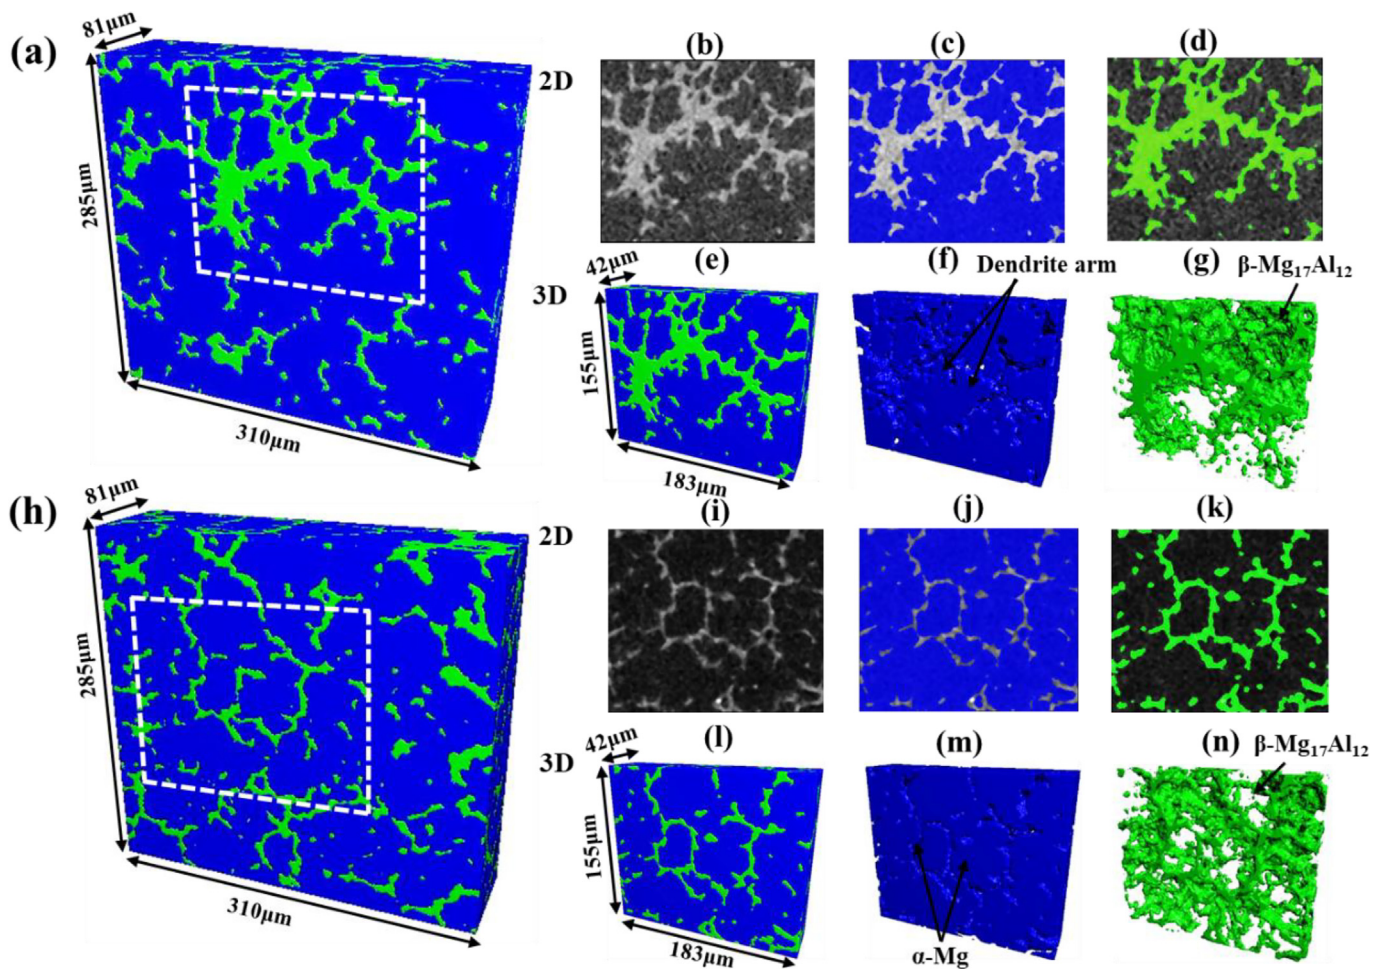 81μm
(a)
285μm
310μm
2D
(b)
(c)
(d)
3D
42μm
(e)
155μm
183μm
(f)
Dendrite arm
(g)
β-Mg₁₇Al₁₂
(h)
81μm
285μm
310μm
2D
(i)
(j)
(k)
3D
42μm
(l)
155μm
183μm
(m)
α-Mg
(n) β-Mg₁₇Al₁₂